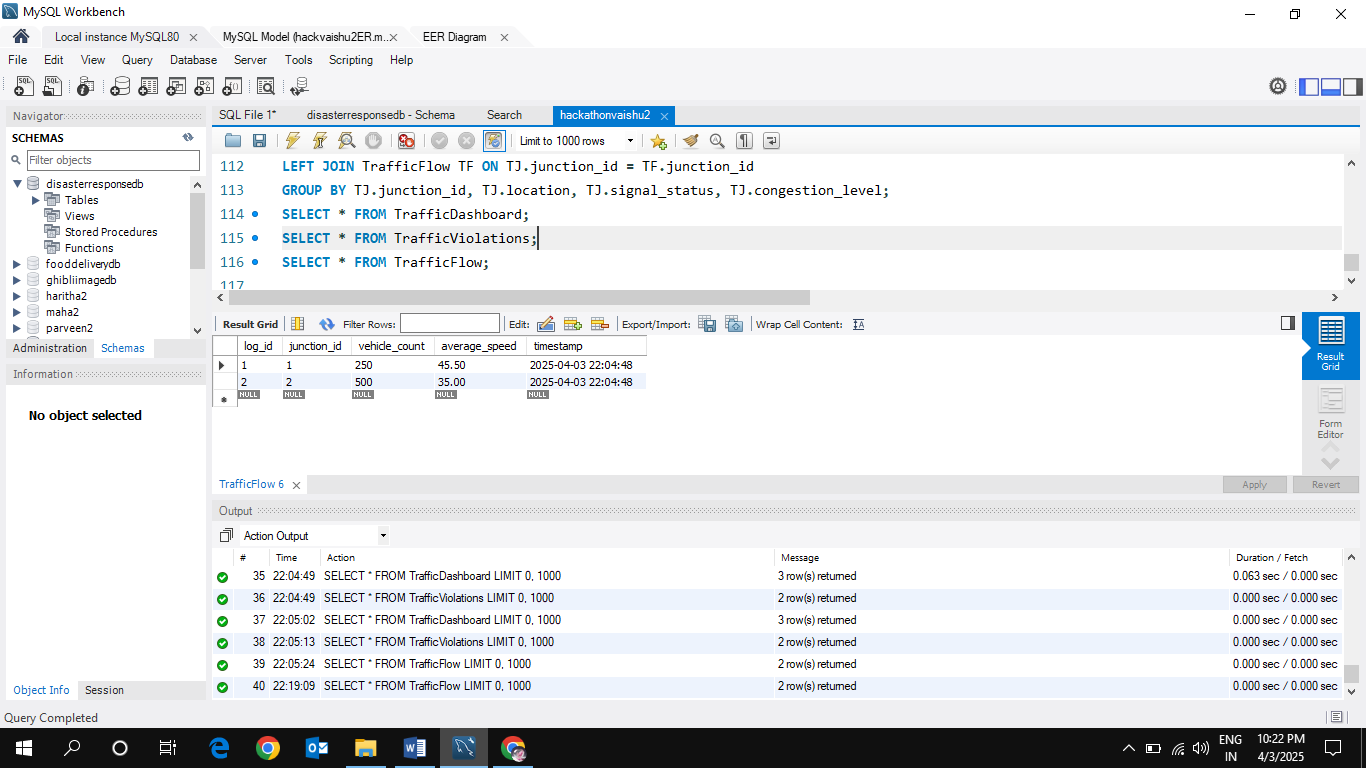 MySQL Workbench
Local instance MySQL80 MySQL Model (hackvaishu2ER.m... EER Diagram
File Edit View Query Database Server Tools Scripting Help
Navigator
SCHEMAS
Filter objects
disasterresponsedb
Tables
Views
Stored Procedures
Functions
fooddeliverydb
ghibliimagedb
haritha2
maha2
parveen2
Administration Schemas
Information
No object selected
Object Info Session
SQL File 1* disasterresponsedb - Schema Search hackathonvaishu2
Limit to 1000 rows
112 LEFT JOIN TrafficFlow TF ON TJ.junction_id = TF.junction_id
113 GROUP BY TJ.junction_id, TJ.location, TJ.signal_status, TJ.congestion_level;
114 SELECT * FROM TrafficDashboard;
115 SELECT * FROM TrafficViolations;
116 SELECT * FROM TrafficFlow;
117
Result Grid Filter Rows: Edit: Export/Import: Wrap Cell Content:
log_id junction_id vehicle_count average_speed timestamp
1 1 250 45.50 2025-04-03 22:04:48
2 2 500 35.00 2025-04-03 22:04:48
NULL NULL NULL NULL NULL
Result
Grid
Form
Editor
TrafficFlow 6 Apply Revert
Output
Action Output
# Time Action Message Duration / Fetch
35 22:04:49 SELECT * FROM TrafficDashboard LIMIT 0, 1000 3 row(s) returned 0.063 sec / 0.000 sec
36 22:04:49 SELECT * FROM TrafficViolations LIMIT 0, 1000 2 row(s) returned 0.000 sec / 0.000 sec
37 22:05:02 SELECT * FROM TrafficDashboard LIMIT 0, 1000 3 row(s) returned 0.000 sec / 0.000 sec
38 22:05:13 SELECT * FROM TrafficViolations LIMIT 0, 1000 2 row(s) returned 0.000 sec / 0.000 sec
39 22:05:24 SELECT * FROM TrafficFlow LIMIT 0, 1000 2 row(s) returned 0.000 sec / 0.000 sec
40 22:19:09 SELECT * FROM TrafficFlow LIMIT 0, 1000 2 row(s) returned 0.000 sec / 0.000 sec
Query Completed
ENG
IN
10:22 PM
4/3/2025